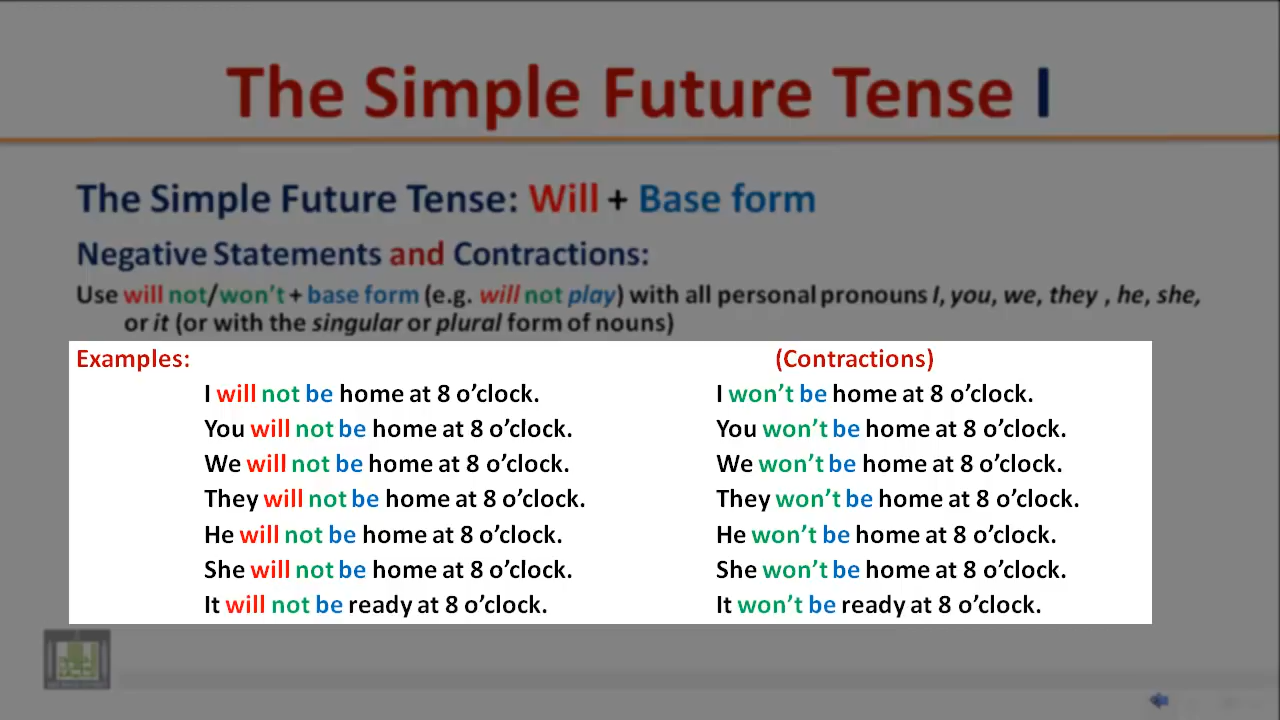 The Simple Future Tense I
The Simple Future Tense: Will + Base form
Negative Statements and Contractions:
Use will not/won’t + base form (e.g. will not play) with all personal pronouns I, you, we, they , he, she,
or it (or with the singular or plural form of nouns)
Examples: (Contractions)
I will not be home at 8 o’clock. I won’t be home at 8 o’clock.
You will not be home at 8 o’clock. You won’t be home at 8 o’clock.
We will not be home at 8 o’clock. We won’t be home at 8 o’clock.
They will not be home at 8 o’clock. They won’t be home at 8 o’clock.
He will not be home at 8 o’clock. He won’t be home at 8 o’clock.
She will not be home at 8 o’clock. She won’t be home at 8 o’clock.
It will not be ready at 8 o’clock. It won’t be ready at 8 o’clock.